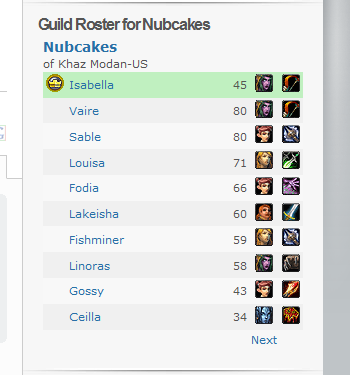 Guild Roster for Nubcakes
Nubcakes
of Khaz Modan-US
Isabella 45
Vaire 80
Sable 80
Louisa 71
Fodia 66
Lakeisha 60
Fishminer 59
Linoras 58
Gossy 43
Ceilla 34
Next